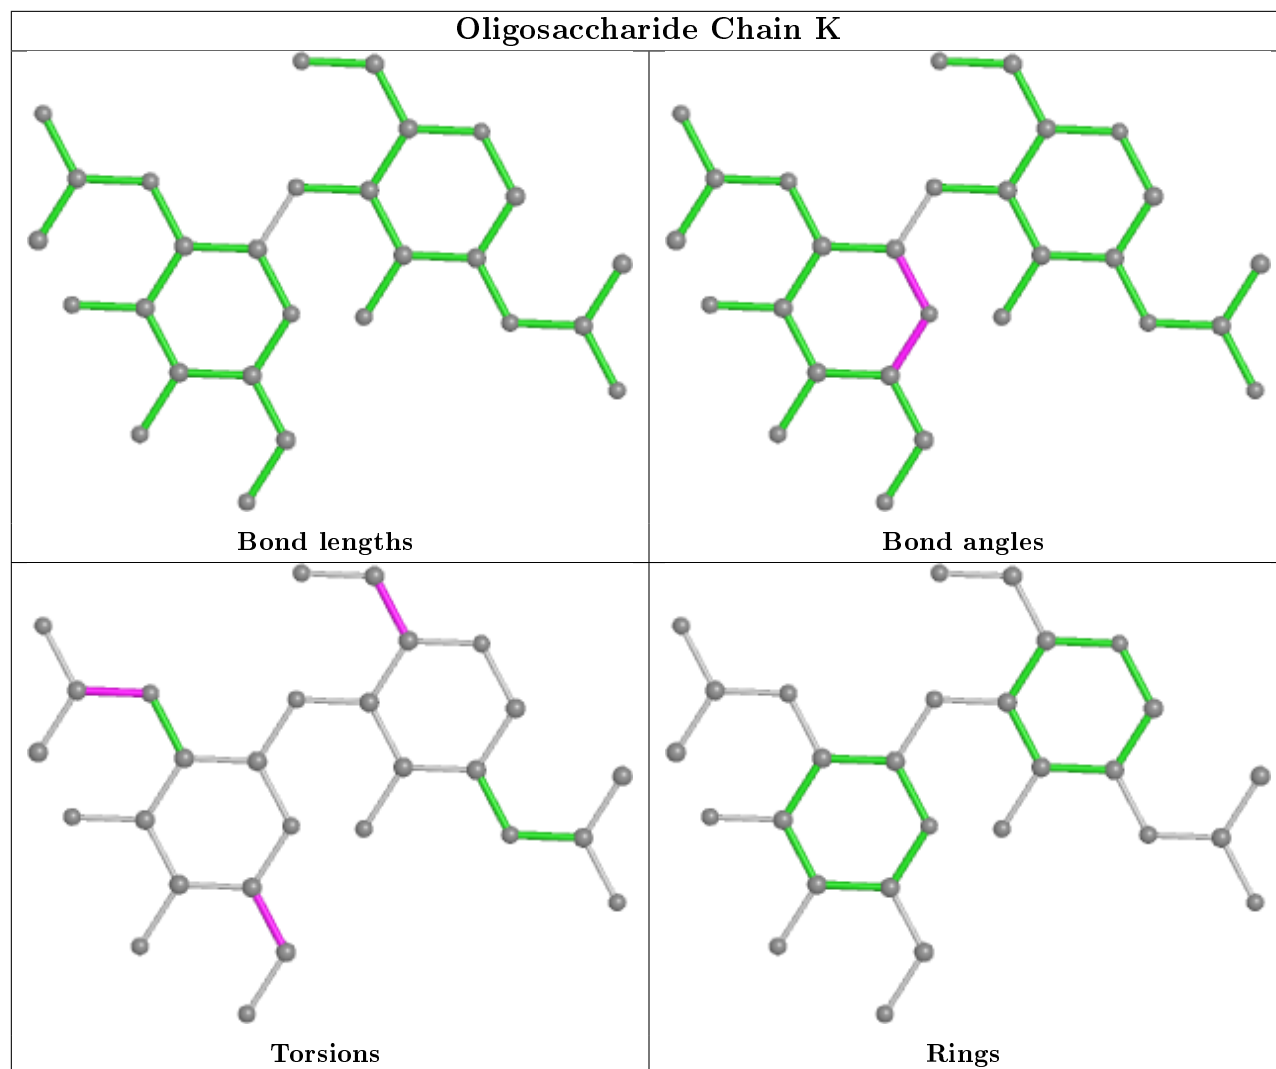 Oligosaccharide Chain K
Bond lengths
Bond angles
Torsions
Rings